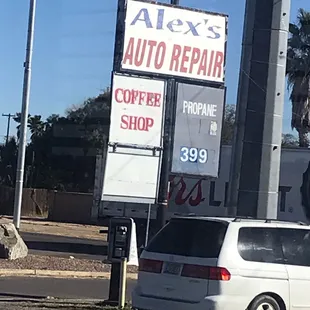 Alex's
AUTO REPAIR
COFFEE
SHOP
PROPANE
399